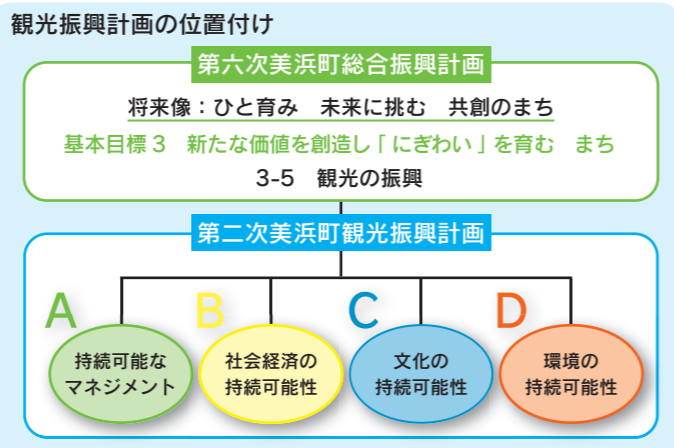 観光振興計画の位置付け
第六次美浜町総合振興計画
将来像：ひと育み　未来に挑む　共創のまち
基本目標３　新たな価値を創造し「にぎわい」を育む　まち
3-5　観光の振興
第二次美浜町観光振興計画
A
持続可能な
マネジメント
B
社会経済の
持続可能性
C
文化の
持続可能性
D
環境の
持続可能性